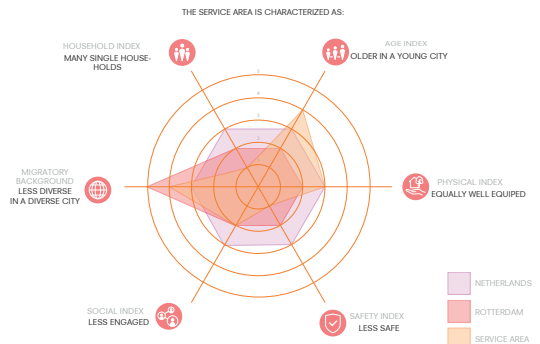 THE SERVICE AREA IS CHARACTERIZED AS:
HOUSEHOLD INDEX
MANY SINGLE HOUSE-
HOLDS
AGE INDEX
OLDER IN A YOUNG CITY
MIGRATORY
BACKGROUND
LESS DIVERSE
IN A DIVERSE CITY
PHYSICAL INDEX
EQUALLY WELL EQUIPED
SOCIAL INDEX
LESS ENGAGED
SAFETY INDEX
LESS SAFE
NETHERLANDS
ROTTERDAM
SERVICE AREA